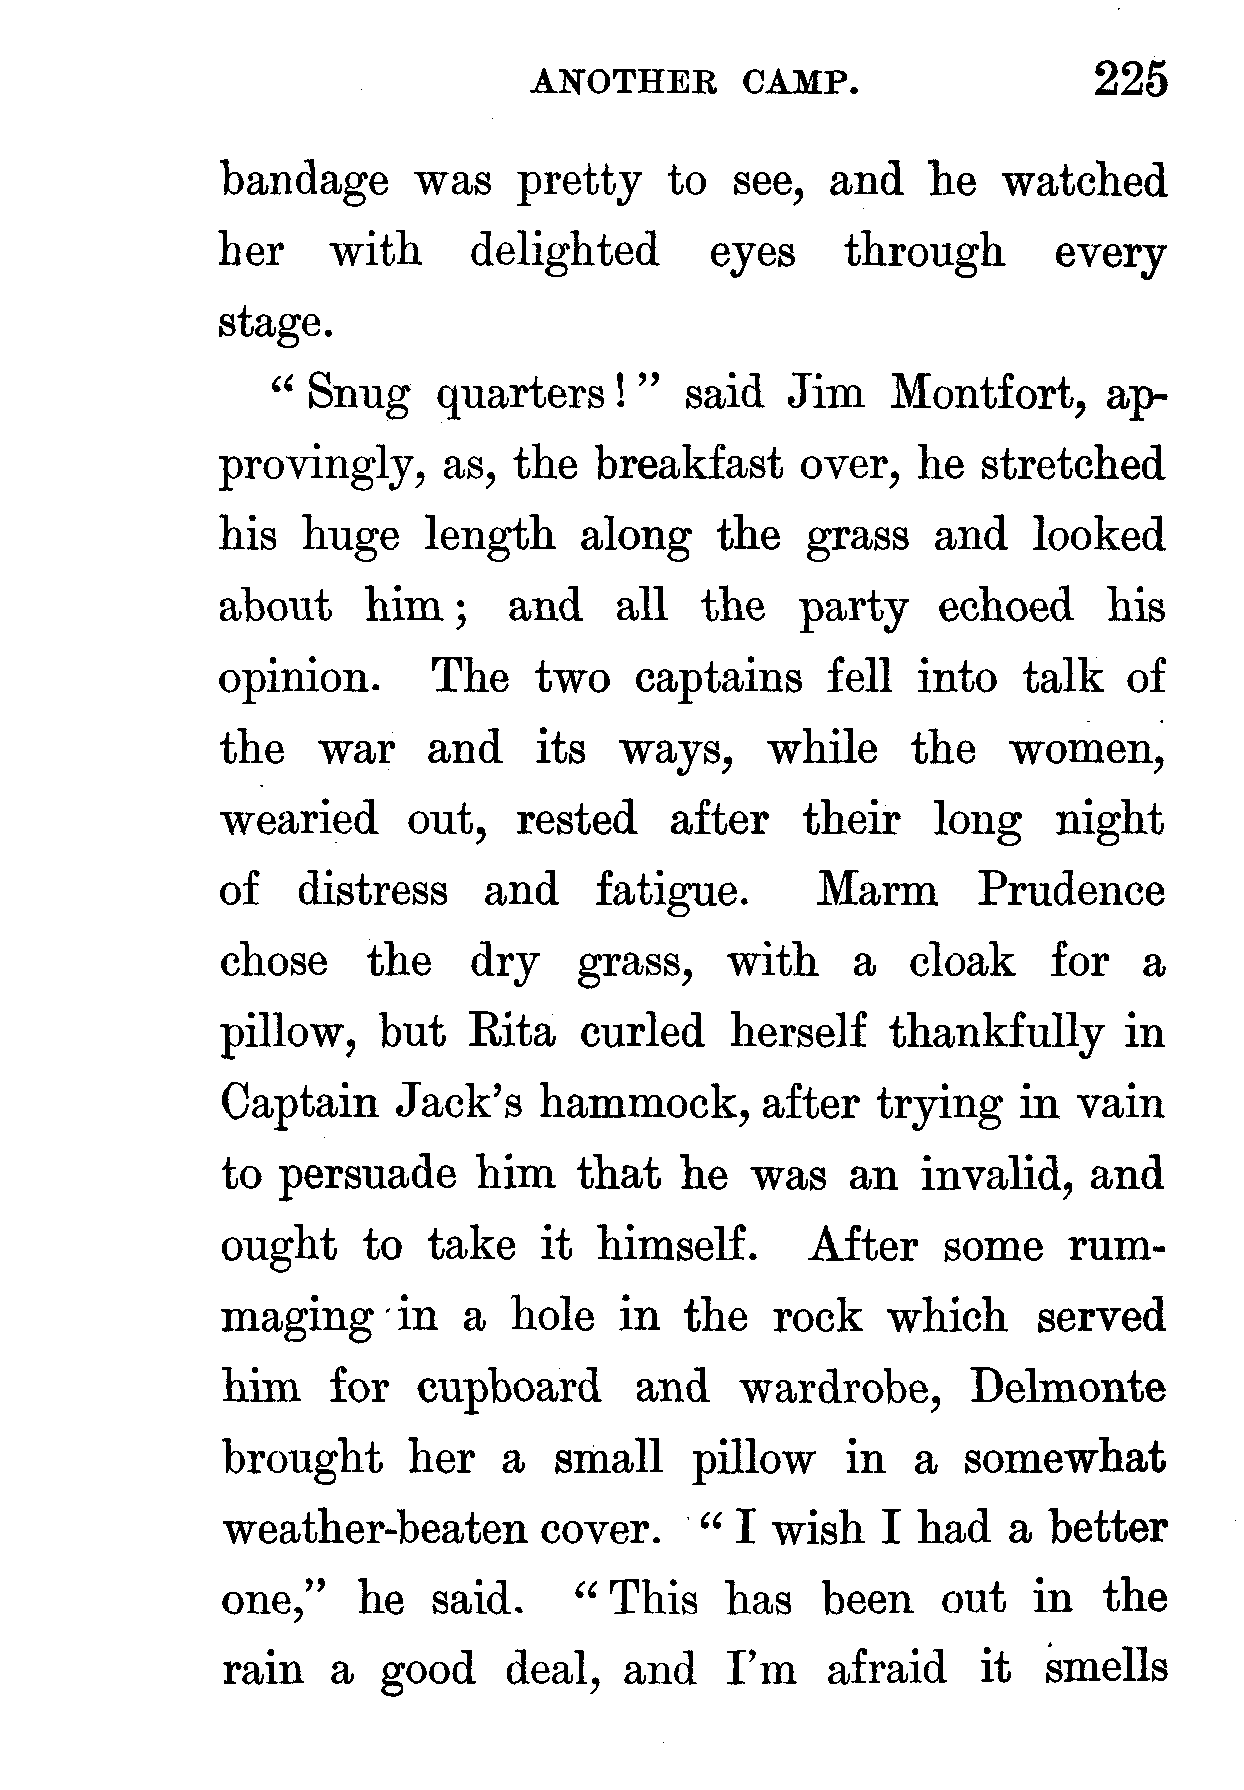 ANOTHER CAMP. 225
bandage was pretty to see, and he watched
her with delighted eyes through every
stage.
“ Snug quarters ! ” said Jim Montfort, ap-
provingly, as, the breakfast over, he stretched
his huge length along the grass and looked
about him ; and all the party echoed his
opinion. The two captains fell into talk of
the war and its ways, while the women,
wearied out, rested after their long night
of distress and fatigue. Marm Prudence
chose the dry grass, with a cloak for a
pillow, but Rita curled herself thankfully in
Captain Jack’s hammock, after trying in vain
to persuade him that he was an invalid, and
ought to take it himself. After some rum-
maging in a hole in the rock which served
him for cupboard and wardrobe, Delmonte
brought her a small pillow in a somewhat
weather-beaten cover. “ I wish I had a better
one,” he said. “ This has been out in the
rain a good deal, and I’m afraid it smells